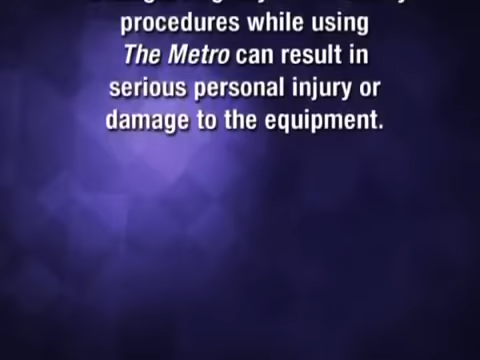 procedures while using
The Metro can result in
serious personal injury or
damage to the equipment.